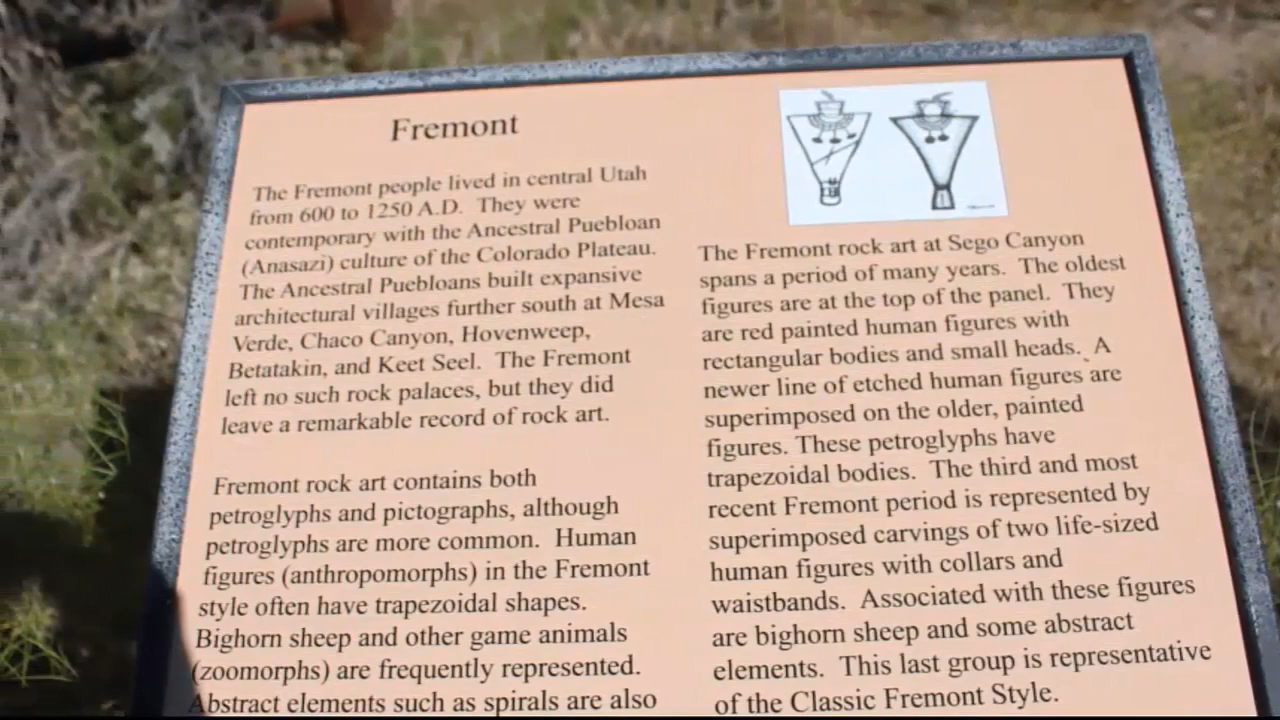 Fremont
The Fremont people lived in central Utah
from 600 to 1250 A.D. They were
contemporary with the Ancestral Puebloan
(Anasazi) culture of the Colorado Plateau.
The Ancestral Puebloans built expansive
architectural villages further south at Mesa
Verde, Chaco Canyon, Hovenweep,
Betatakin, and Keet Seel. The Fremont
left no such rock palaces, but they did
leave a remarkable record of rock art.
Fremont rock art contains both
petroglyphs and pictographs, although
petroglyphs are more common. Human
figures (anthropomorphs) in the Fremont
style often have trapezoidal shapes.
Bighorn sheep and other game animals
(zoomorphs) are frequently represented.
Abstract elements such as spirals are also
The Fremont rock art at Sego Canyon
spans a period of many years. The oldest
figures are at the top of the panel. They
are red painted human figures with
rectangular bodies and small heads. A
newer line of etched human figures are
superimposed on the older, painted
figures. These petroglyphs have
trapezoidal bodies. The third and most
recent Fremont period is represented by
superimposed carvings of two life-sized
human figures with collars and
waistbands. Associated with these figures
are bighorn sheep and some abstract
elements. This last group is representative
of the Classic Fremont Style.